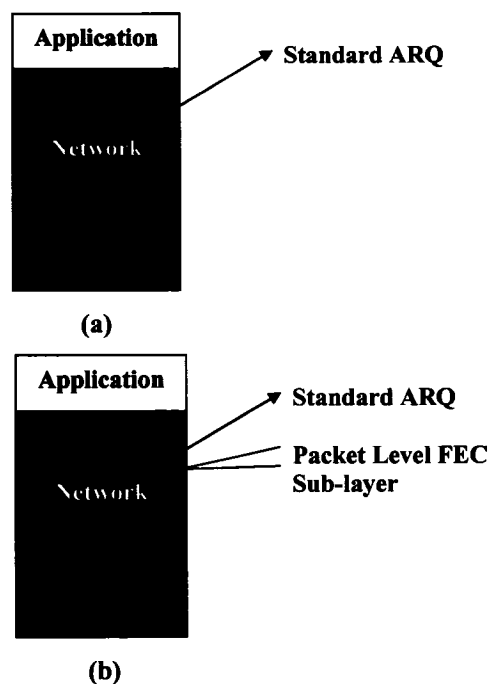 Application
Standard ARQ
Network
(a)
Application
Standard ARQ
Packet Level FEC
Sub-layer
Network
(b)